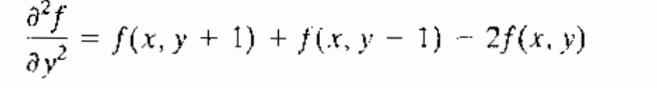 ∂²f/∂y² = f(x, y + 1) + f(x, y − 1) − 2f(x, y)